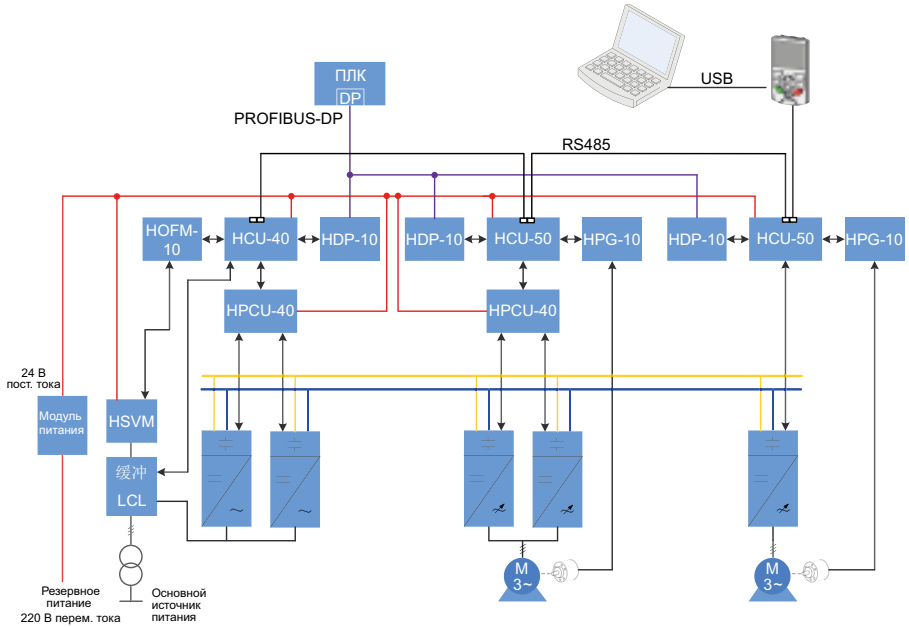 ПЛК
DP
USB
PROFIBUS-DP
RS485
HOFM-
10
HCU-40
HDP-10
HDP-10
HCU-50
HPG-10
HDP-10
HCU-50
HPG-10
HPCU-40
HPCU-40
24 В
пост. тока
Модуль
питания
HSVM
缓冲
LCL
M
3~
M
3~
Резервное
питание
220 В перем. тока
Основной
источник
питания